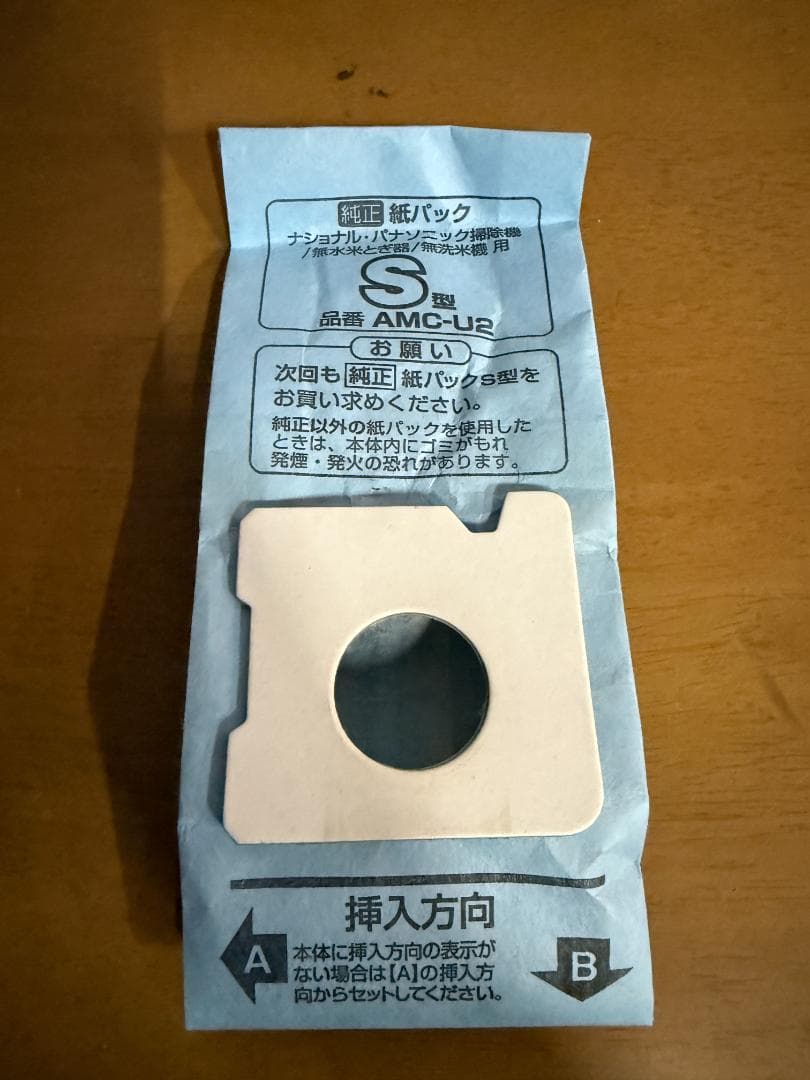 純正 紙パック
ナショナル・パナソニック掃除機
/無水米とぎ器/無洗米機 用
S型
品番 AMC-U2
お願い
次回も 純正 紙パックS型を
お買い求めください。
純正以外の紙パックを使用した
ときは、本体内にゴミがもれ
発煙・発火の恐れがあります。
挿入方向
A
本体に挿入方向の表示が
ない場合は【A】の挿入方
向からセットしてください。
B